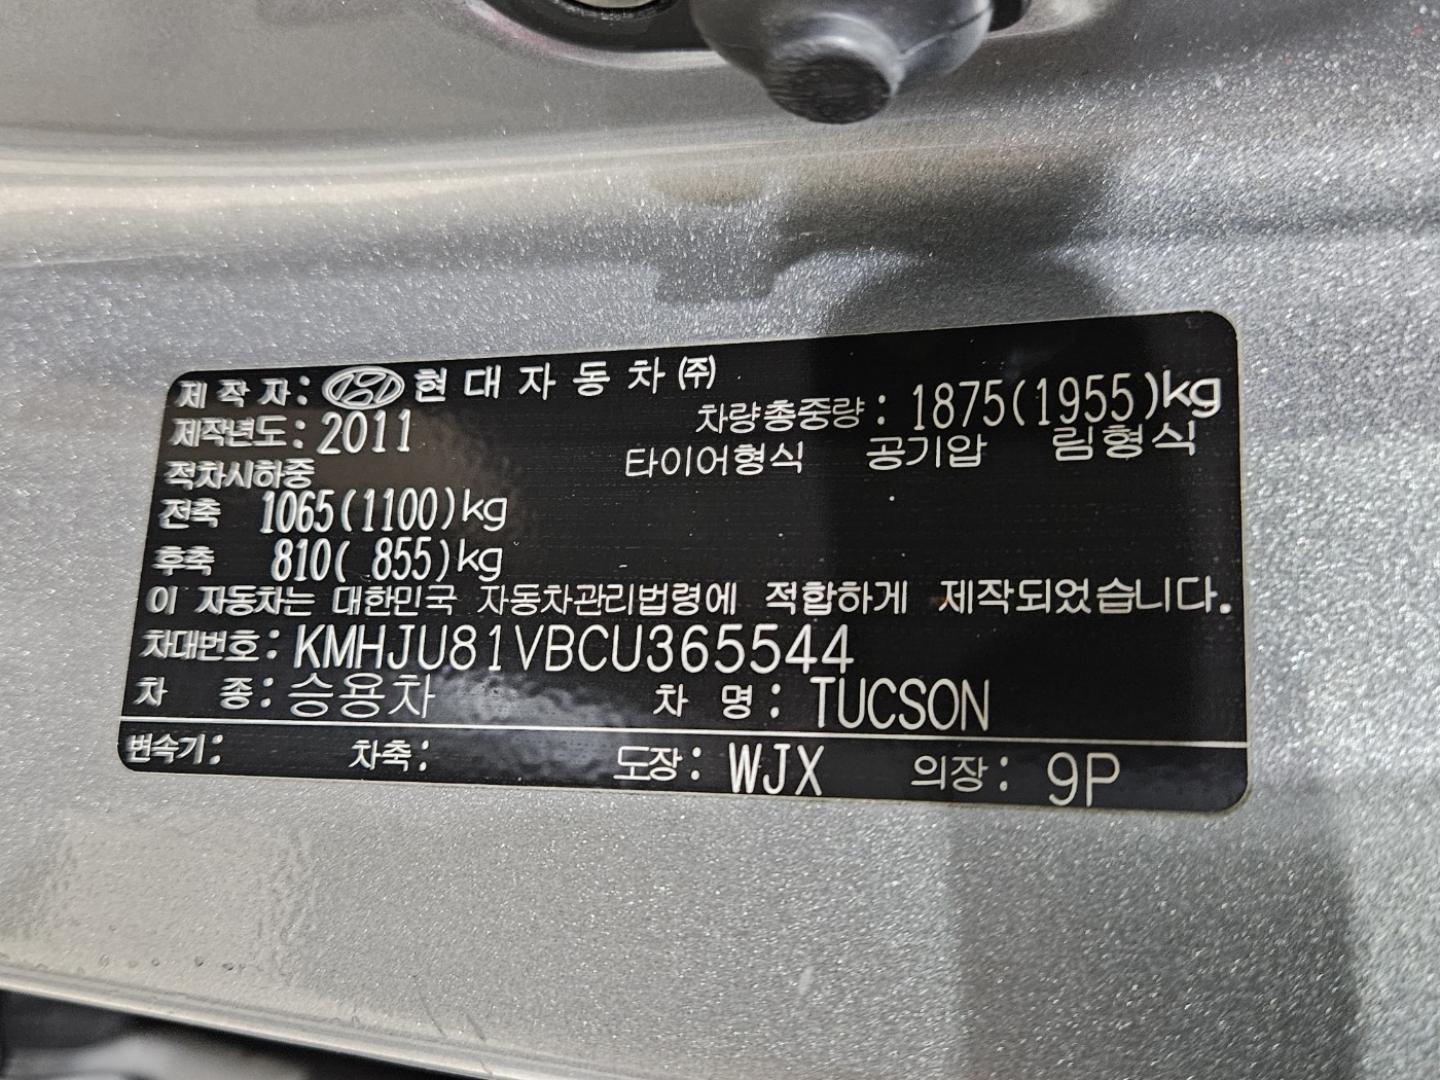 제작자: 현대자동차(주)
제작년도: 2011
차량총중량: 1875(1955)kg
적차시하중
타이어형식 공기압 림형식
전축 1065(1100)kg
후축 810( 855)kg
이 자동차는 대한민국 자동차관리법령에 적합하게 제작되었습니다.
차대번호: KMHJU81VBCU365544
차 종: 승용차 차 명: TUCSON
변속기: 차축: 도장: WJX 의장: 9P